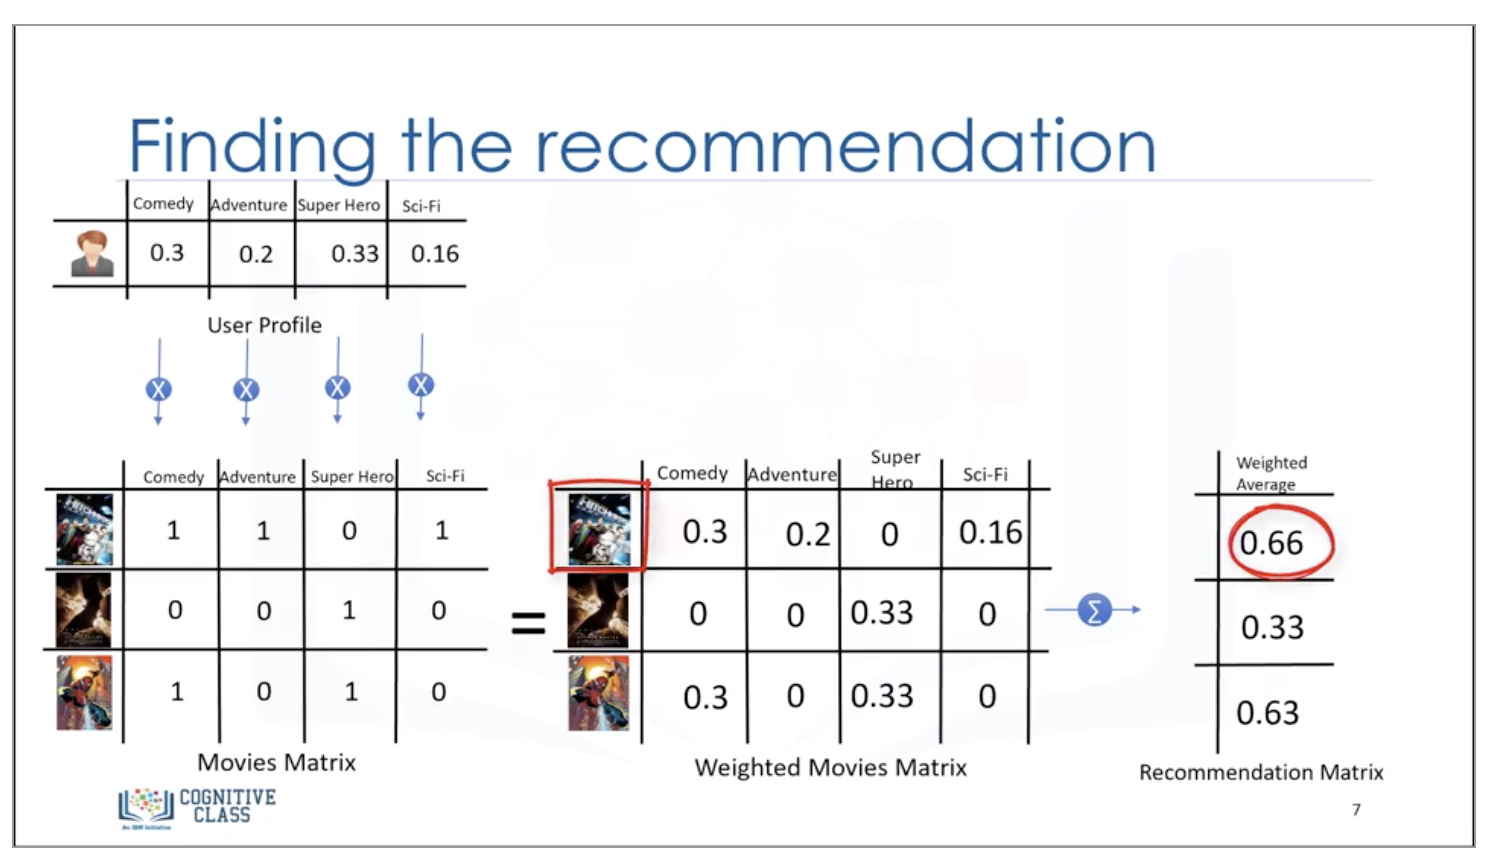 Finding the recommendation
Comedy Adventure Super Hero Sci-Fi
0.3 0.2 0.33 0.16
User Profile
X X X X
Comedy Adventure Super Hero Sci-Fi
1 1 0 1
0 0 1 0
1 0 1 0
Movies Matrix
=
Comedy Adventure Super Hero Sci-Fi
0.3 0.2 0 0.16
0 0 0.33 0
0.3 0 0.33 0
Weighted Movies Matrix
∑
Weighted
Average
0.66
0.33
0.63
Recommendation Matrix
COGNITIVE
CLASS
An IBM Initiative
7